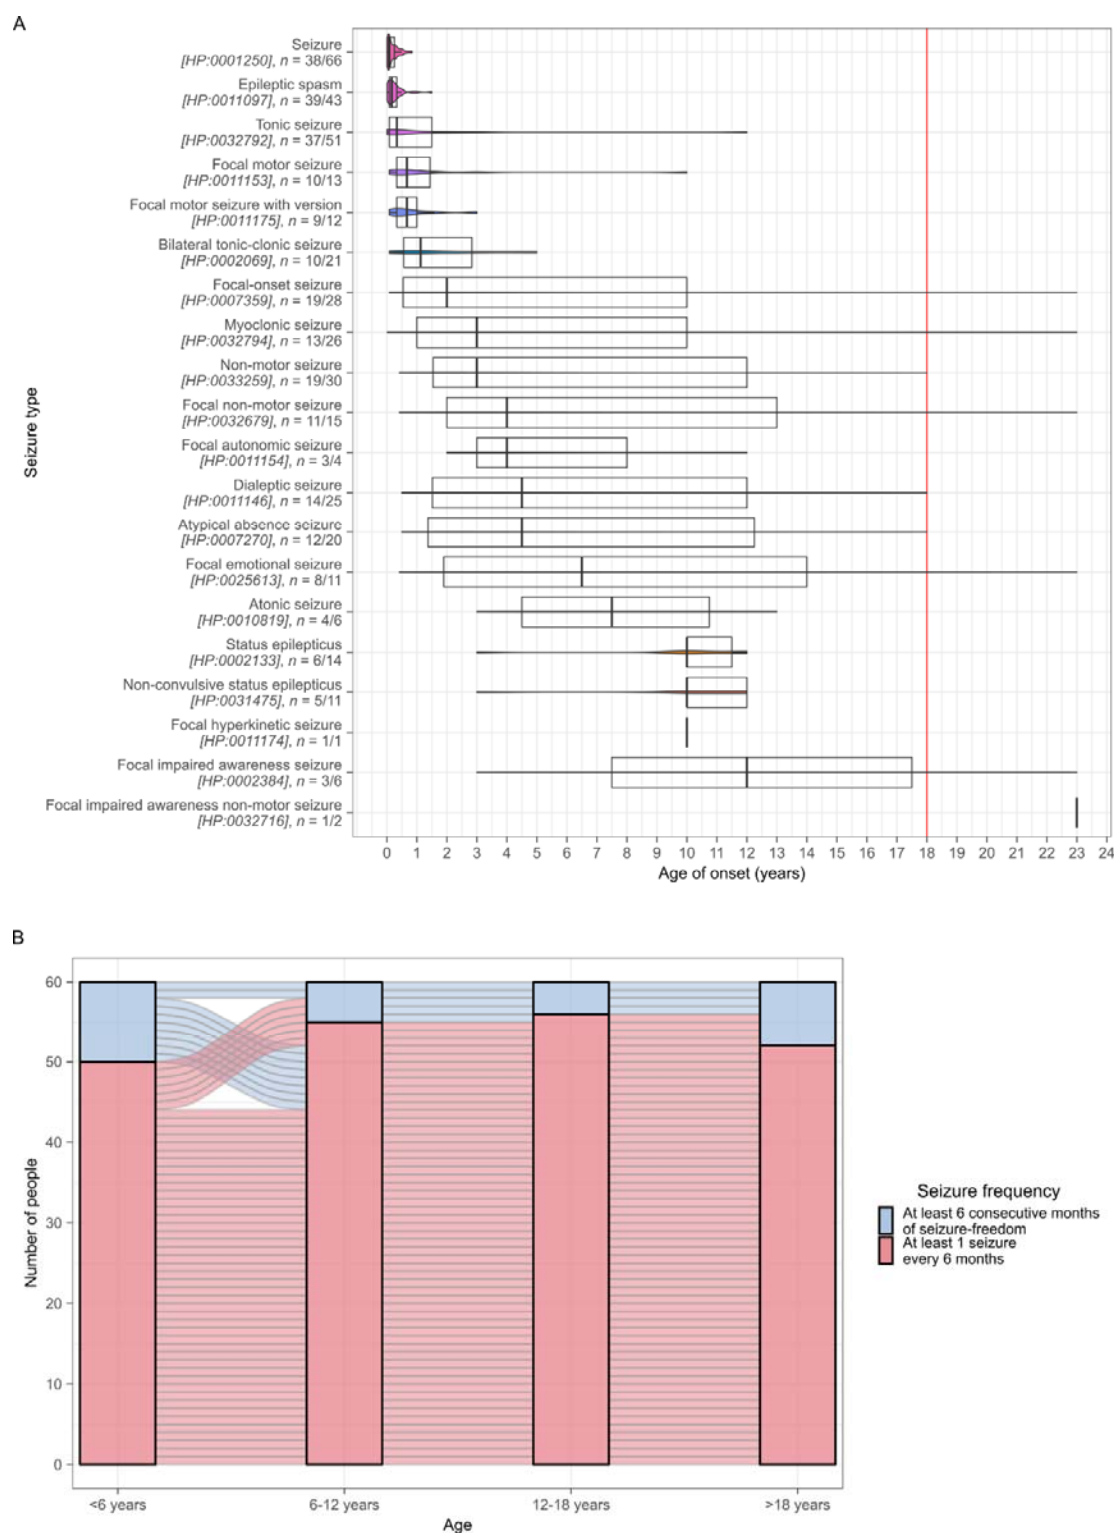 A
Seizure
[HP:0001250], n = 38/66
Epileptic spasm
[HP:0011097], n = 39/43
Tonic seizure
[HP:0032792], n = 37/51
Focal motor seizure
[HP:0011153], n = 10/13
Focal motor seizure with version
[HP:0011175], n = 9/12
Bilateral tonic-clonic seizure
[HP:0002069], n = 10/21
Focal-onset seizure
[HP:0007359], n = 19/28
Myoclonic seizure
[HP:0032794], n = 13/26
Non-motor seizure
[HP:0033259], n = 19/30
Focal non-motor seizure
[HP:0032679], n = 11/15
Focal autonomic seizure
[HP:0011154], n = 3/4
Dialeptic seizure
[HP:0011146], n = 14/25
Atypical absence seizure
[HP:0007270], n = 12/20
Focal emotional seizure
[HP:0025613], n = 8/11
Atonic seizure
[HP:0010819], n = 4/6
Status epilepticus
[HP:0002133], n = 6/14
Non-convulsive status epilepticus
[HP:0031475], n = 5/11
Focal hyperkinetic seizure
[HP:0011174], n = 1/1
Focal impaired awareness seizure
[HP:0002384], n = 3/6
Focal impaired awareness non-motor seizure
[HP:0032716], n = 1/2
Seizure type
0 1 2 3 4 5 6 7 8 9 10 11 12 13 14 15 16 17 18 19 20 21 22 23 24
Age of onset (years)
B
60
50
40
30
20
10
0
Number of people
<6 years 6-12 years 12-18 years >18 years
Age
Seizure frequency
At least 6 consecutive months
of seizure-freedom
At least 1 seizure
every 6 months